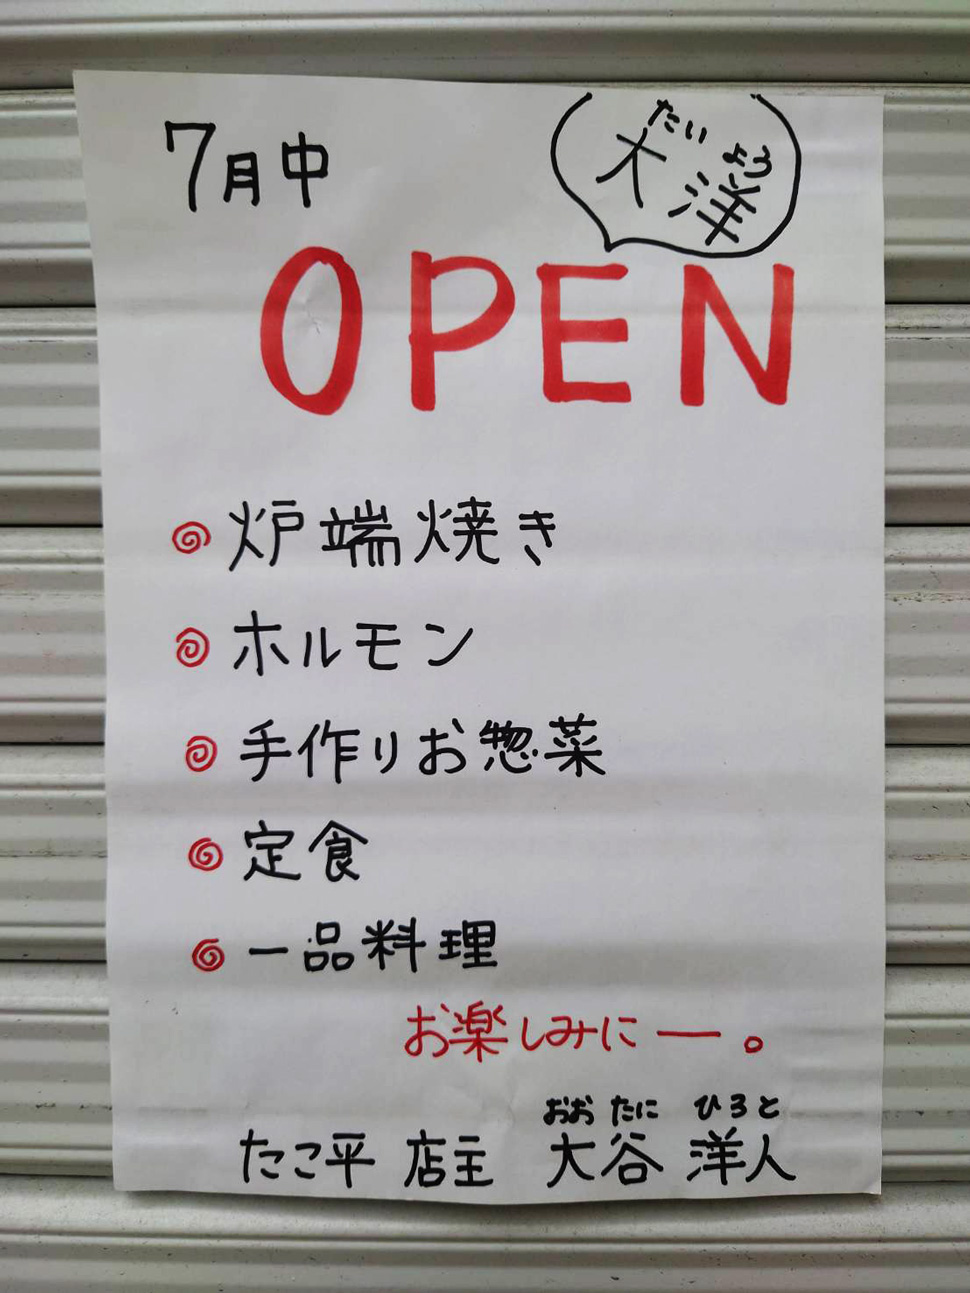 7月中
たいよう
大洋
OPEN
炉端焼き
ホルモン
手作りお惣菜
定食
一品料理
お楽しみにー。
おおたに ひろと
たこ平 店主 大谷 洋人